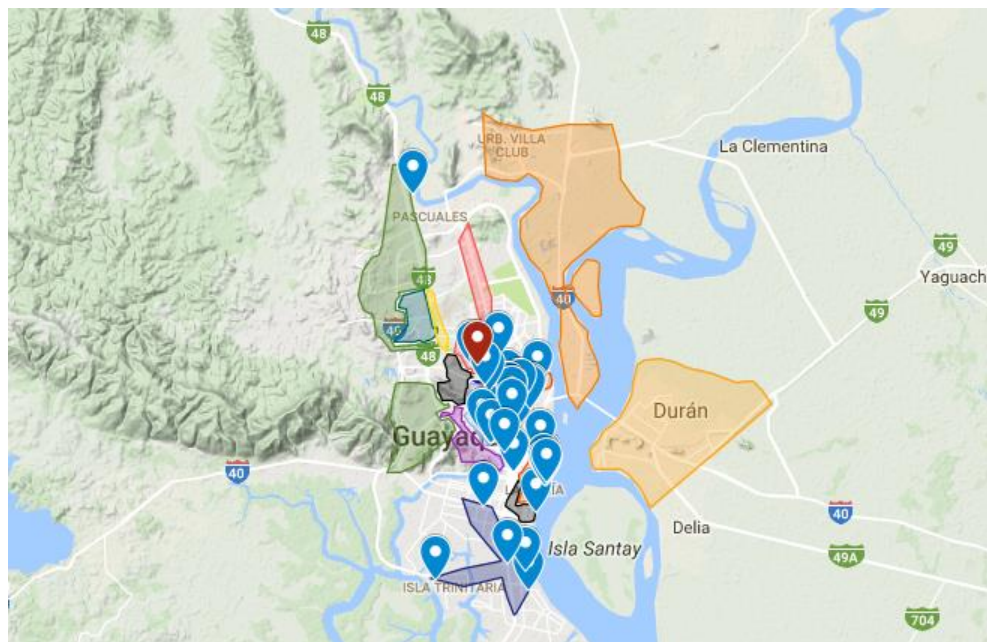 48
48
URB. VILLA
CLUB
La Clementina
PASCUALES
49
Yaguach
48
40
49
48
Durán
Guayaq
40
40
Delia
Isla Santay
49A
ISLA TRINITARIA
704